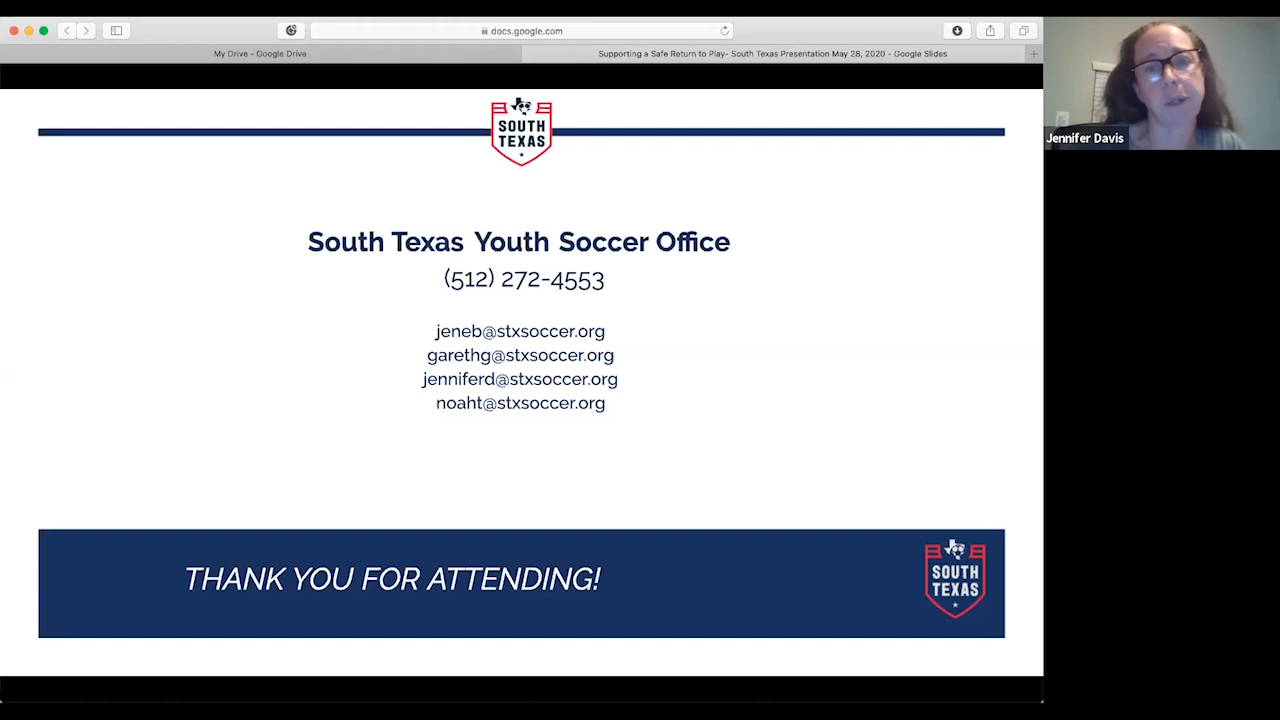 docs.google.com
My Drive - Google Drive
Supporting a Safe Return to Play- South Texas Presentation May 28, 2020 - Google Slides
Jennifer Davis
SOUTH
TEXAS
South Texas Youth Soccer Office
(512) 272-4553
jeneb@stxsoccer.org
garethg@stxsoccer.org
jenniferd@stxsoccer.org
noaht@stxsoccer.org
THANK YOU FOR ATTENDING!
SOUTH
TEXAS